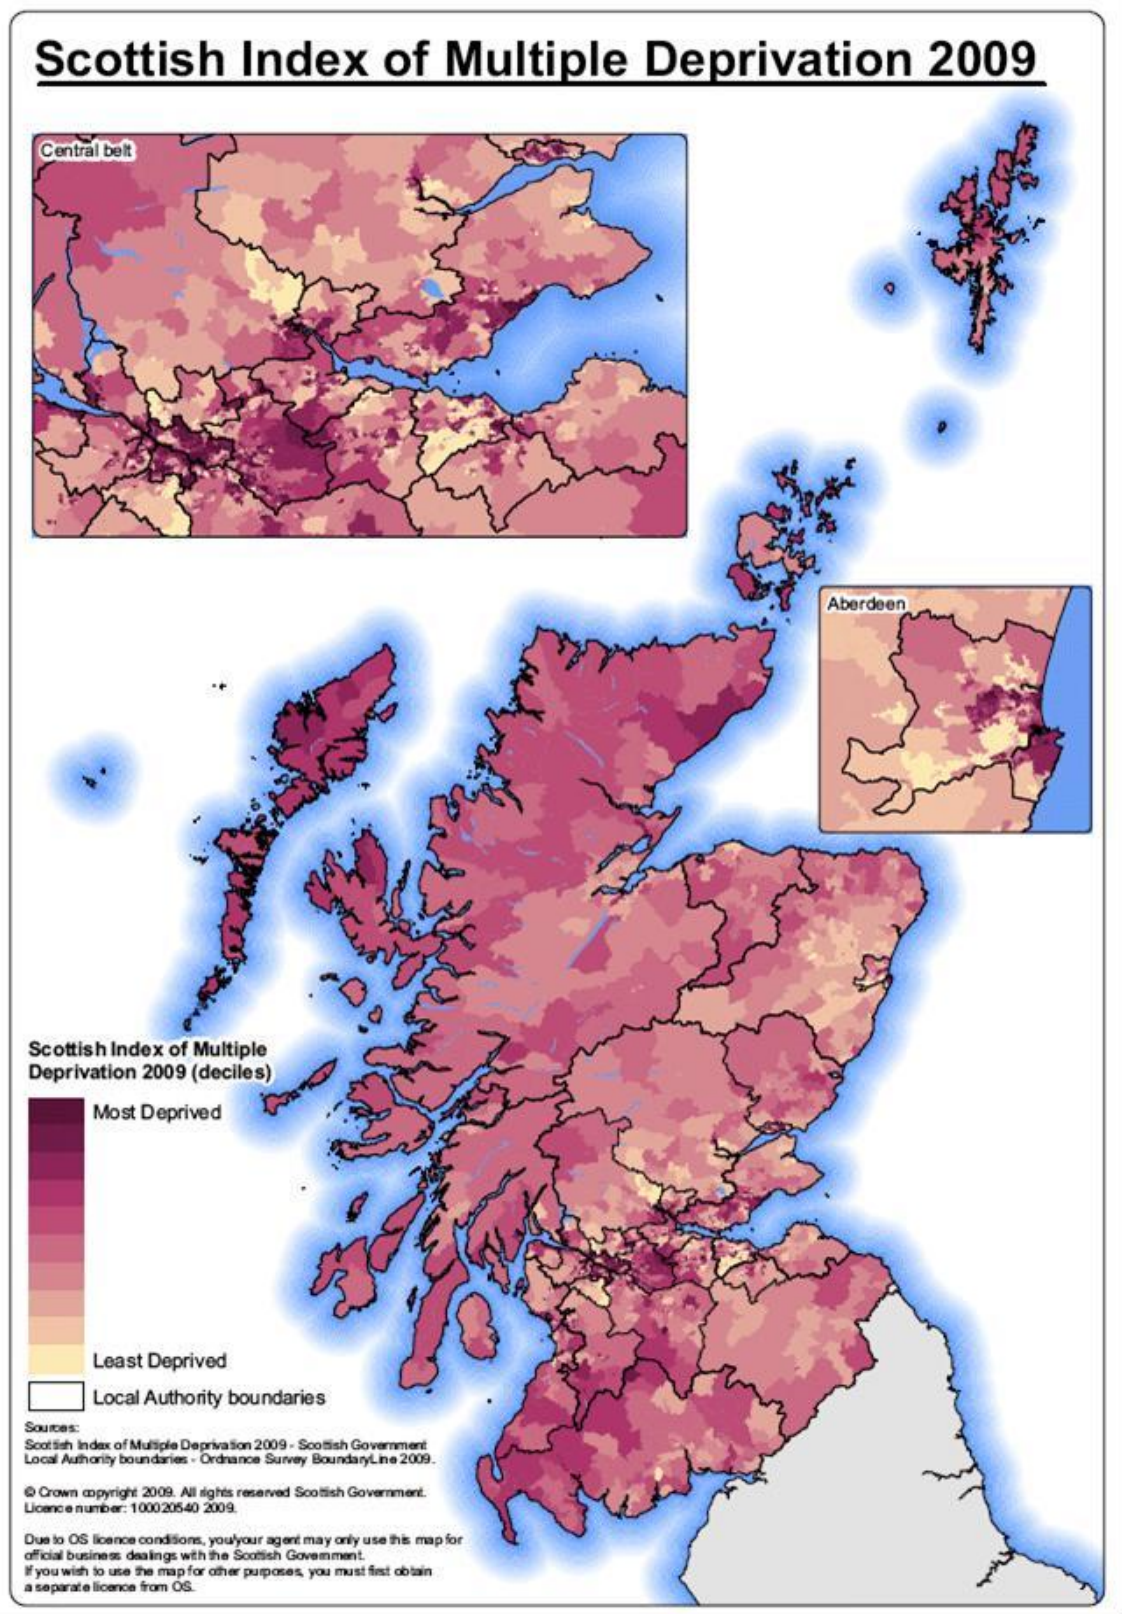 Scottish Index of Multiple Deprivation 2009
Central belt
Aberdeen
Scottish Index of Multiple
Deprivation 2009 (deciles)
Most Deprived
Least Deprived
Local Authority boundaries
Sources:
Scottish Index of Multiple Deprivation 2009 - Scottish Government
Local Authority boundaries - Ordnance Survey BoundaryLine 2009.
© Crown copyright 2009. All rights reserved Scottish Government.
Licence number: 100020540 2009.
Due to OS licence conditions, you/your agent may only use this map for
official business dealings with the Scottish Government.
If you wish to use the map for other purposes, you must first obtain
a separate licence from OS.